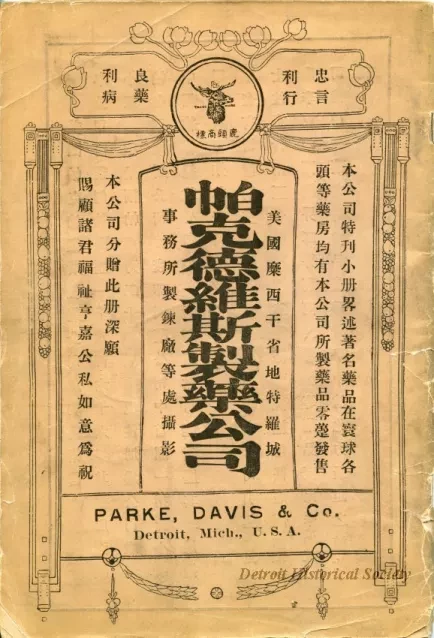 忠言
利行
良藥
利病
鹿頭商標
本公司特刊小册畧述著名藥品在寰球各
頭等藥房均有本公司所製藥品零躉發售
美國麋西干省地特羅城
帕克德維斯製藥公司
事務所製鍊廠等處攝影
本公司分贈此册深願
賜顧諸君福祉亨嘉公私如意爲祝
PARKE, DAVIS & Co.
Detroit, Mich., U. S. A.
Detroit Historical Society